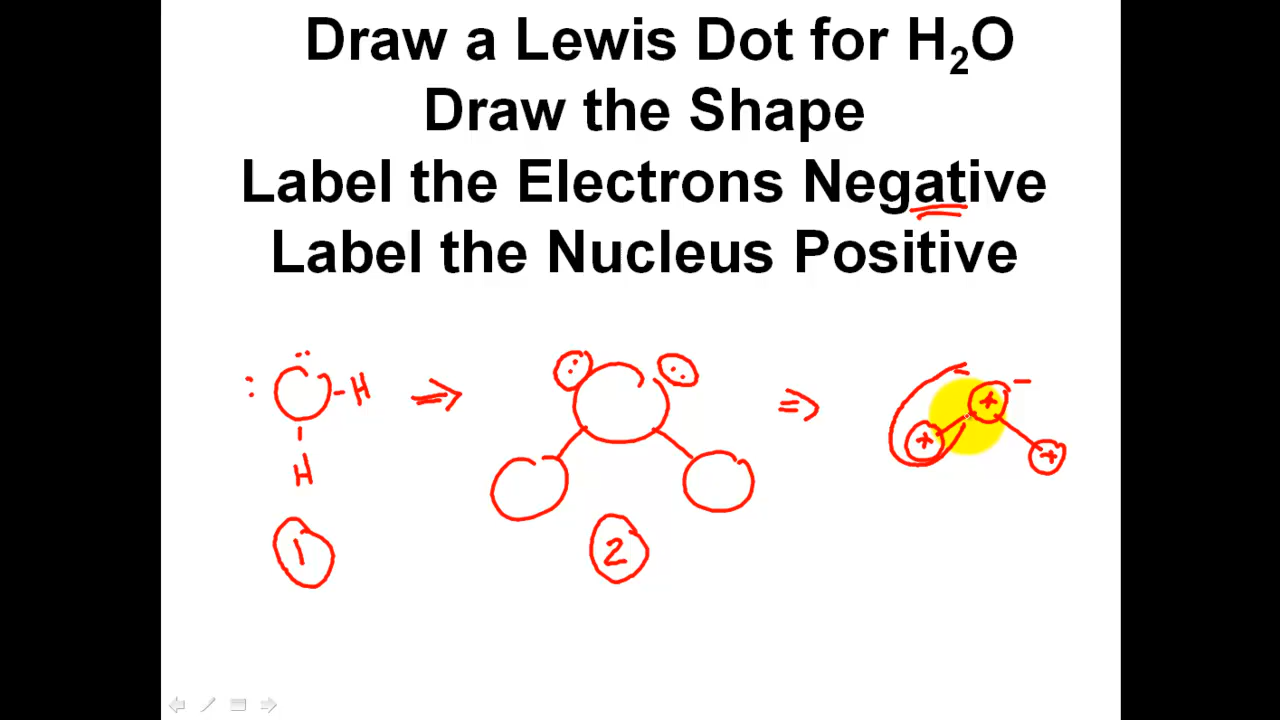 Draw a Lewis Dot for H₂O
Draw the Shape
Label the Electrons Negative
Label the Nucleus Positive
:O-H
H
⇒
⇒
+ + +
−
1
2